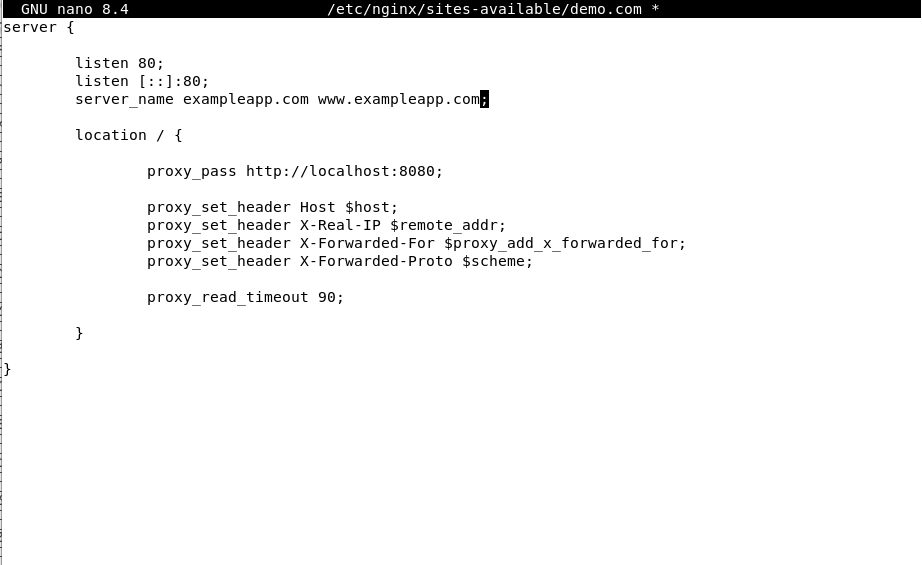 GNU nano 8.4 /etc/nginx/sites-available/demo.com *
server {
listen 80;
listen [::]:80;
server_name exampleapp.com www.exampleapp.com;
location / {
proxy_pass http://localhost:8080;
proxy_set_header Host $host;
proxy_set_header X-Real-IP $remote_addr;
proxy_set_header X-Forwarded-For $proxy_add_x_forwarded_for;
proxy_set_header X-Forwarded-Proto $scheme;
proxy_read_timeout 90;
}
}